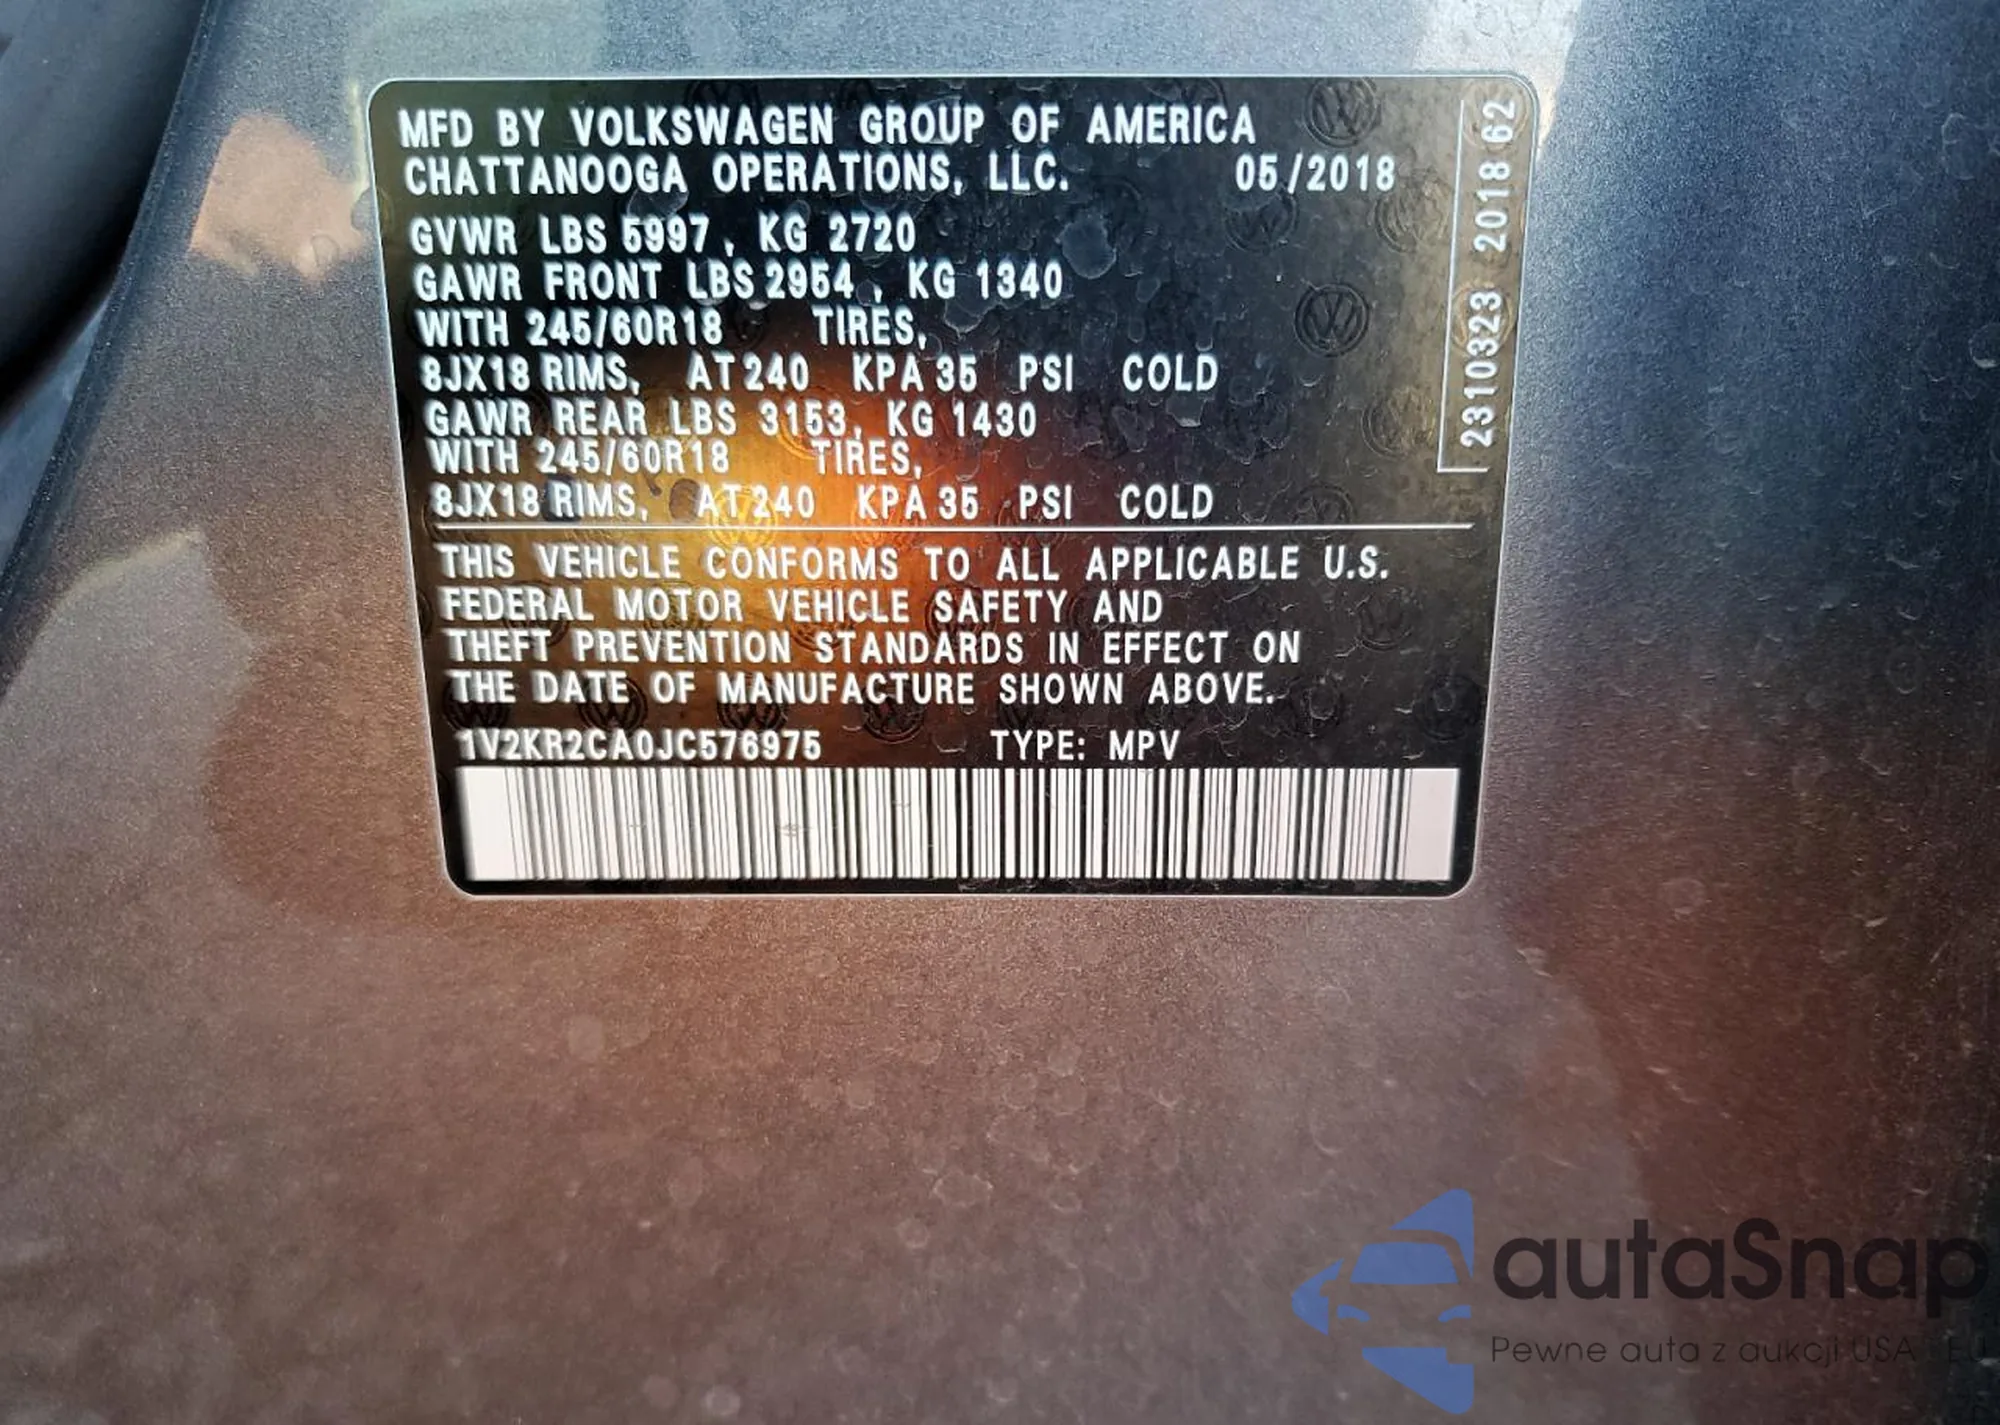 MFD BY VOLKSWAGEN GROUP OF AMERICA
CHATTANOOGA OPERATIONS, LLC. 05/2018
GVWR LBS 5997, KG 2720
GAWR FRONT LBS 2954, KG 1340
WITH 245/60R18 TIRES,
8JX18 RIMS, AT 240 KPA 35 PSI COLD
GAWR REAR LBS 3153, KG 1430
WITH 245/60R18 TIRES,
8JX18 RIMS, AT 240 KPA 35 PSI COLD
THIS VEHICLE CONFORMS TO ALL APPLICABLE U.S.
FEDERAL MOTOR VEHICLE SAFETY AND
THEFT PREVENTION STANDARDS IN EFFECT ON
THE DATE OF MANUFACTURE SHOWN ABOVE.
1V2KR2CA0JC576975 TYPE: MPV
2310323 2018 62
autaSnap
Pewne auta z aukcji USA i EU